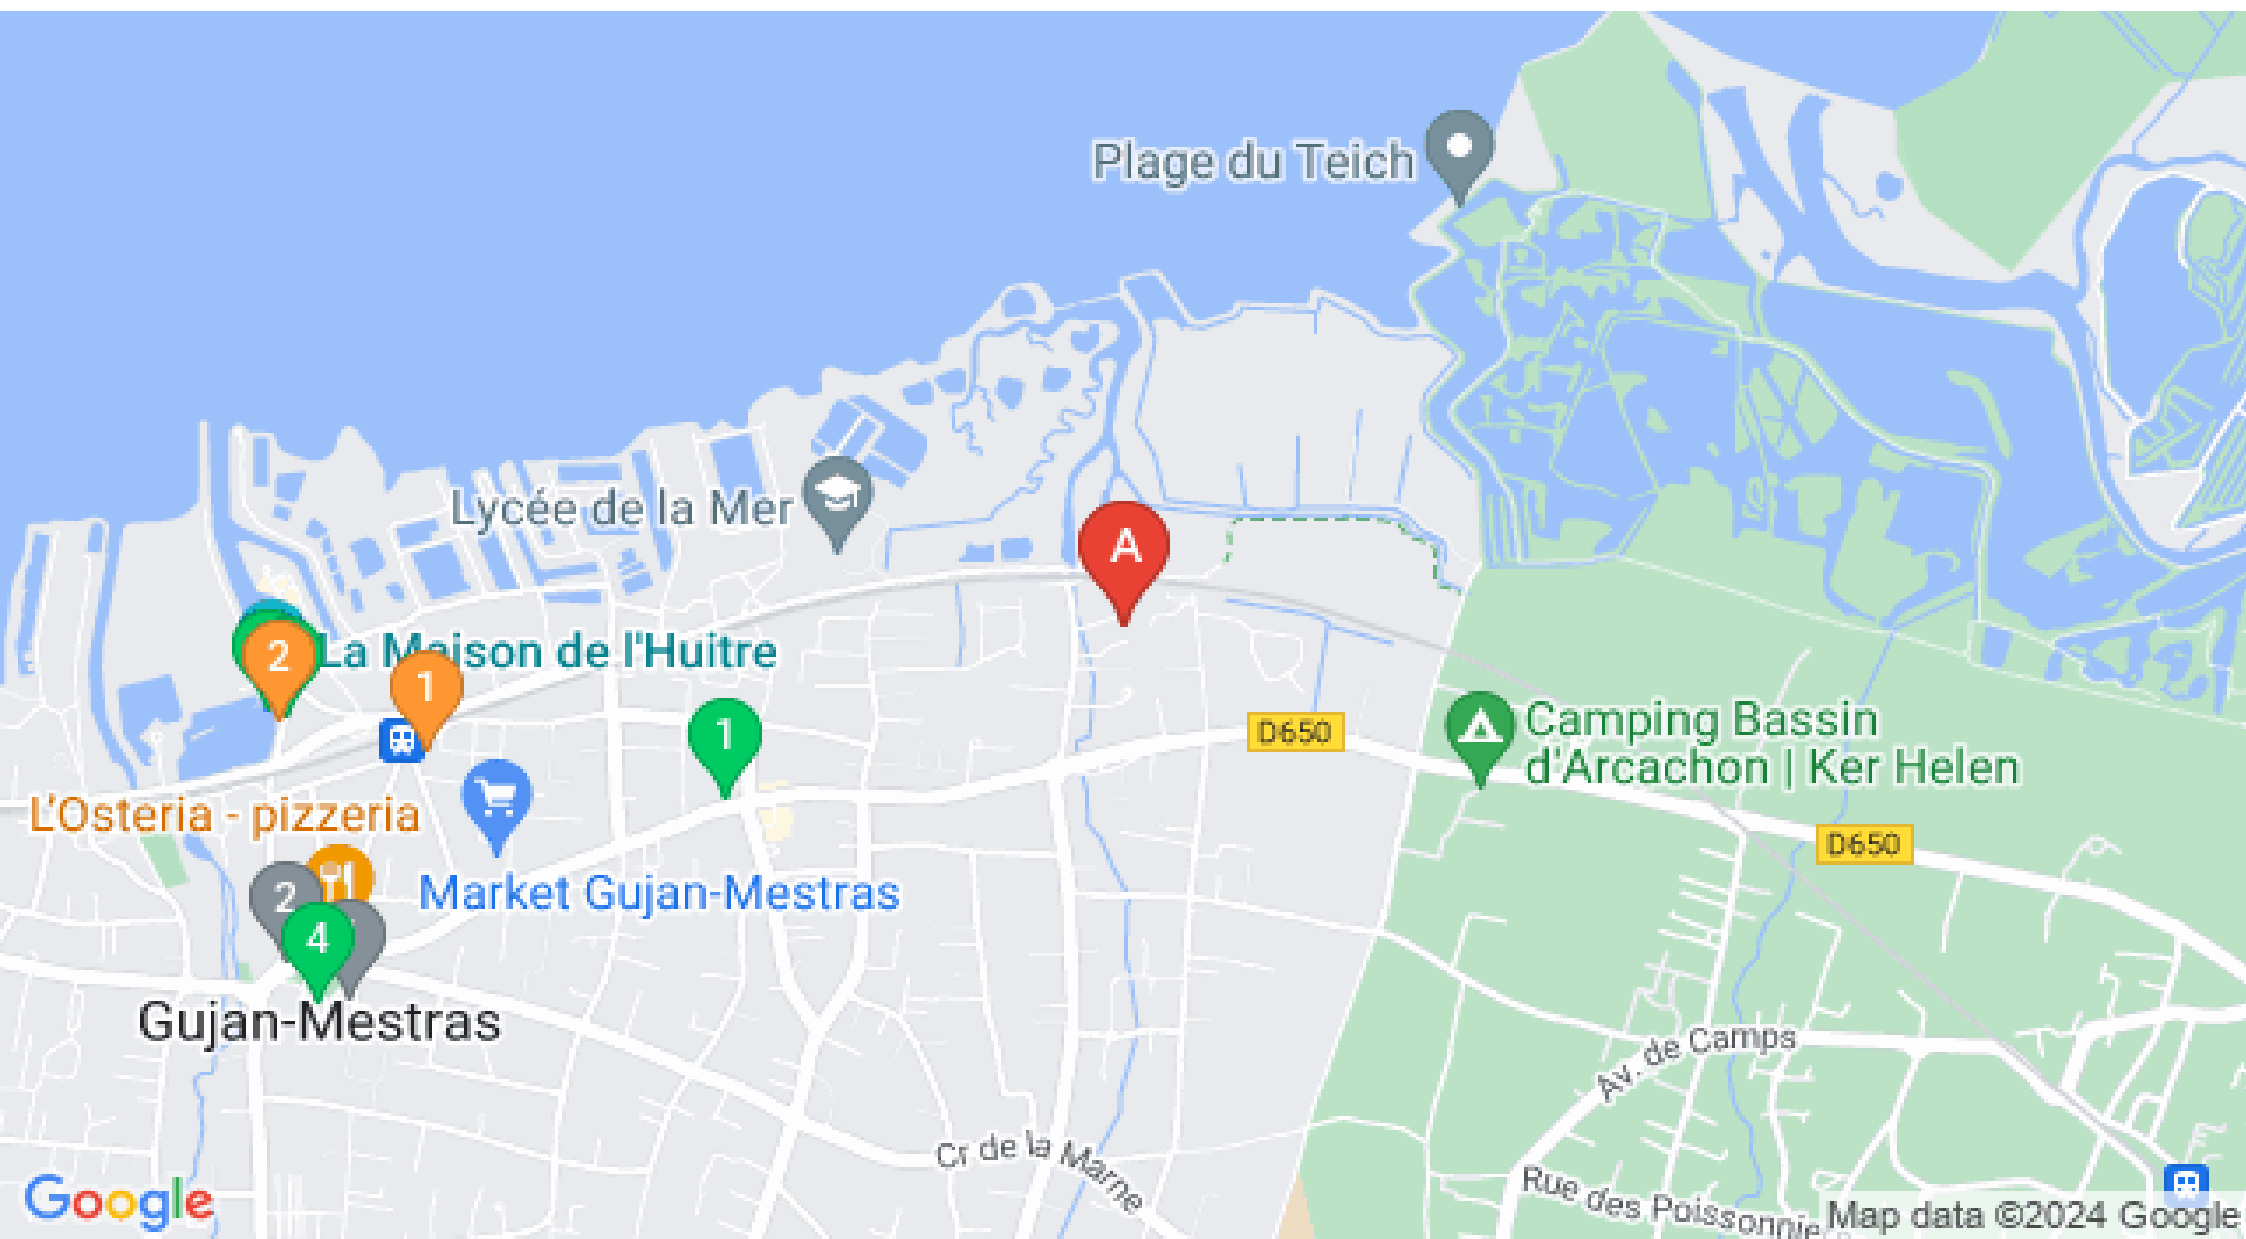 Plage du Teich
Lycée de la Mer
A
2
La Maison de l'Huitre
1
1
D650
Camping Bassin
d'Arcachon | Ker Helen
L'Osteria - pizzeria
D650
2
Market Gujan-Mestras
4
Gujan-Mestras
Av. de Camps
Cr de la Marne
Rue des
Google
Map data ©2024 Google